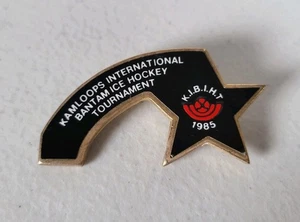 KAMLOOPS INTERNATIONAL
BANTAM ICE HOCKEY
TOURNAMENT
K.I.B.I.H.T
1985